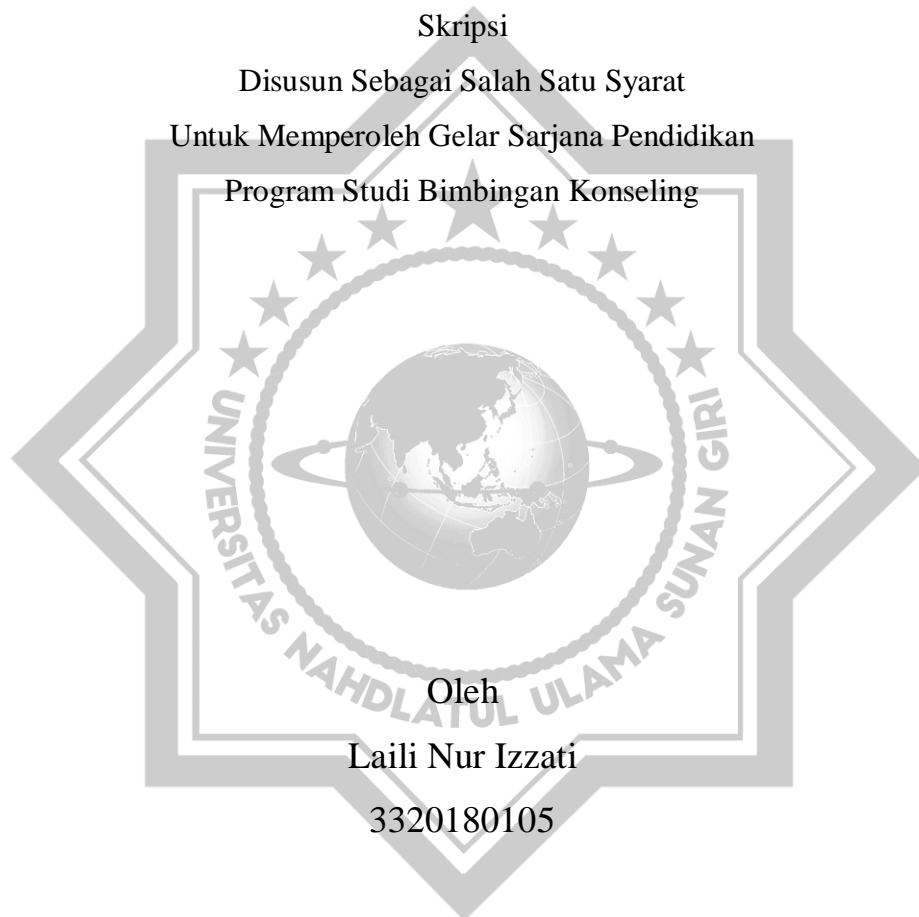 Skripsi
Disusun Sebagai Salah Satu Syarat
Untuk Memperoleh Gelar Sarjana Pendidikan
Program Studi Bimbingan Konseling
UNIVERSITAS NAHDLATUL ULAMA SUNAN GIRI
Oleh
Laili Nur Izzati
3320180105